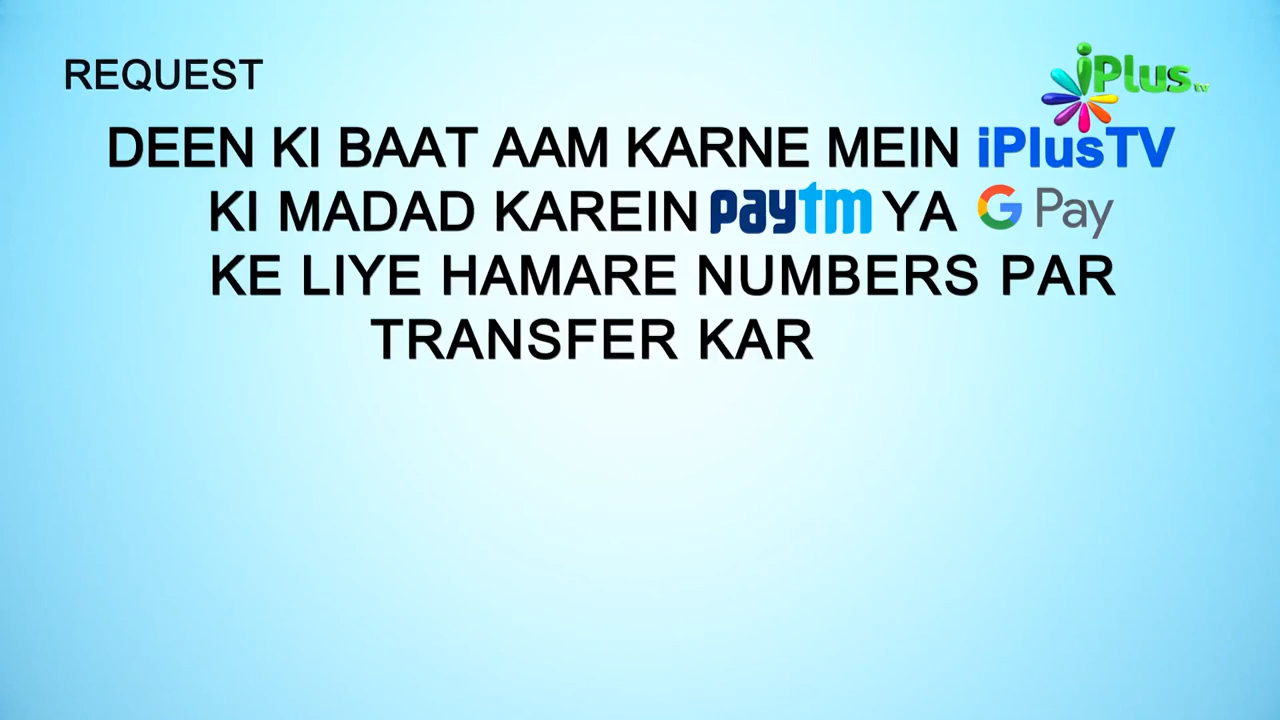 REQUEST
iPlus tv
DEEN KI BAAT AAM KARNE MEIN iPlusTV
KI MADAD KAREIN paytm YA G Pay
KE LIYE HAMARE NUMBERS PAR
TRANSFER KAR